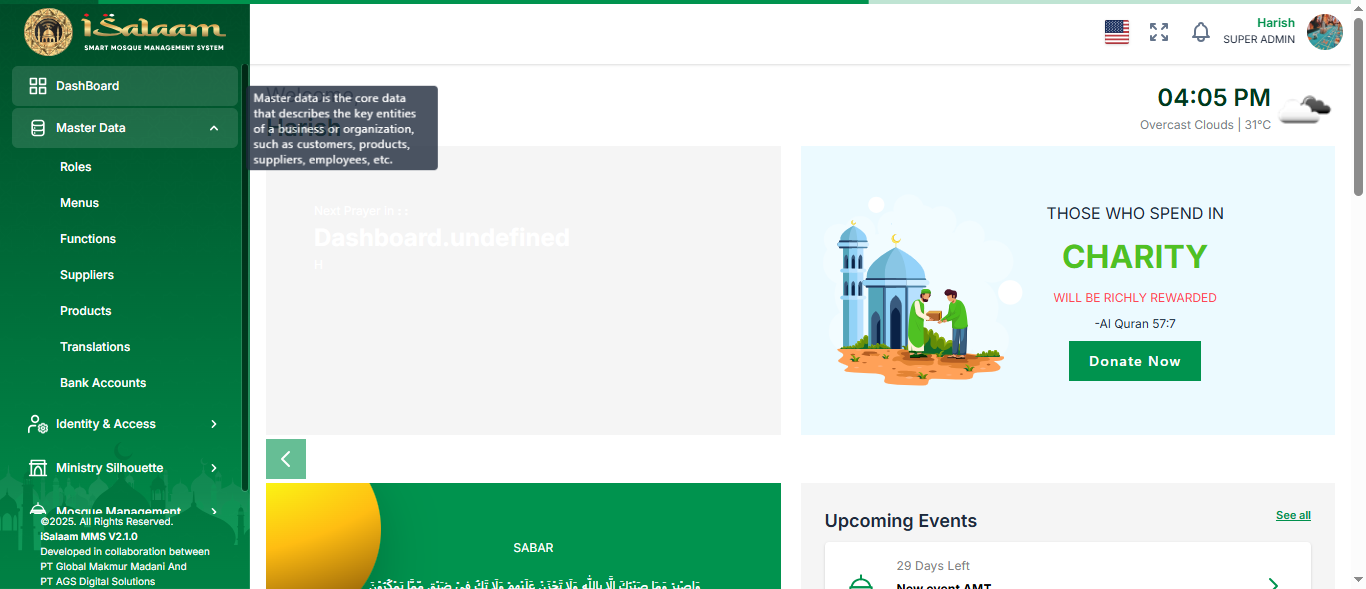 iSalaam
SMART MOSQUE MANAGEMENT SYSTEM
DashBoard
Master Data
Roles
Menus
Functions
Suppliers
Products
Translations
Bank Accounts
Identity & Access
Ministry Silhouette
Mosque Management
©2025. All Rights Reserved.
iSalaam MMS V2.1.0
Developed in collaboration between
PT Global Makmur Madani And
PT AGS Digital Solutions
Harish
SUPER ADMIN
Welcome,
Harish
Master data is the core data
that describes the key entities
of a business or organization,
such as customers, products,
suppliers, employees, etc.
04:05 PM
Overcast Clouds | 31°C
Next Prayer in : :
Dashboard.undefined
H
THOSE WHO SPEND IN
CHARITY
WILL BE RICHLY REWARDED
-Al Quran 57:7
Donate Now
SABAR
وَاصْبِرْ وَمَا صَبْرُكَ إِلَّا بِاللَّهِ وَلَا تَحْزَنْ عَلَيْهِمْ وَلَا تَكُ فِي ضَيْقٍ مِّمَّا يَمْكُرُونَ
Upcoming Events
See all
29 Days Left
New event AMT